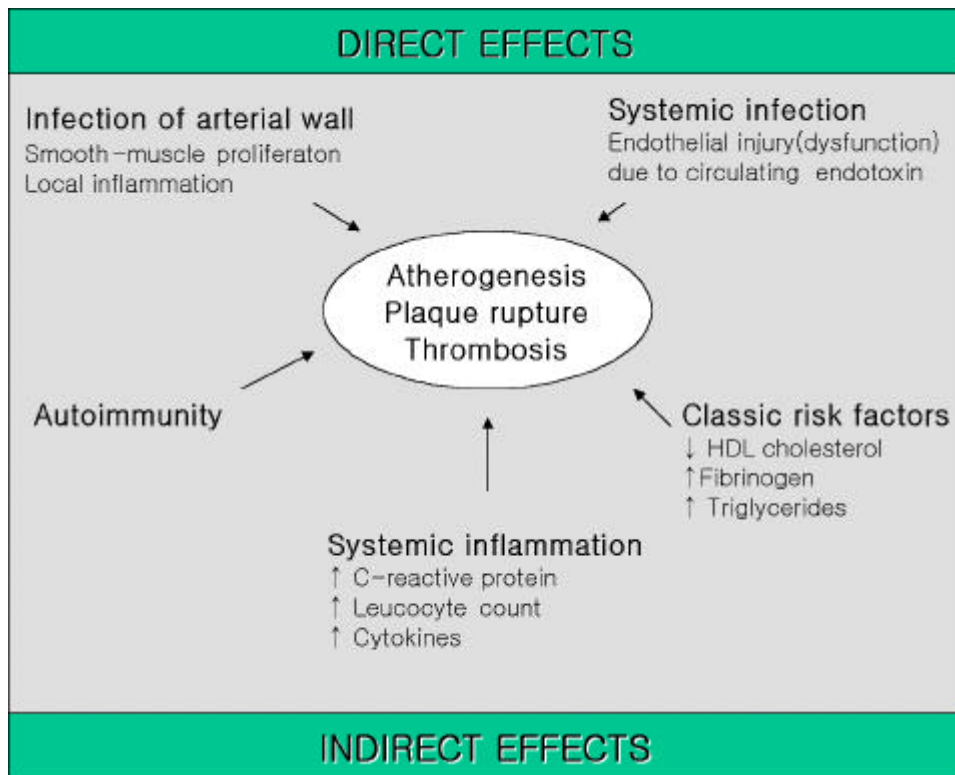 DIRECT EFFECTS
Infection of arterial wall
Smooth-muscle proliferaton
Local inflammation
Systemic infection
Endothelial injury(dysfunction)
due to circulating endotoxin
Atherogenesis
Plaque rupture
Thrombosis
Autoimmunity
Classic risk factors
↓ HDL cholesterol
↑Fibrinogen
↑ Triglycerides
Systemic inflammation
↑ C-reactive protein
↑ Leucocyte count
↑ Cytokines
INDIRECT EFFECTS